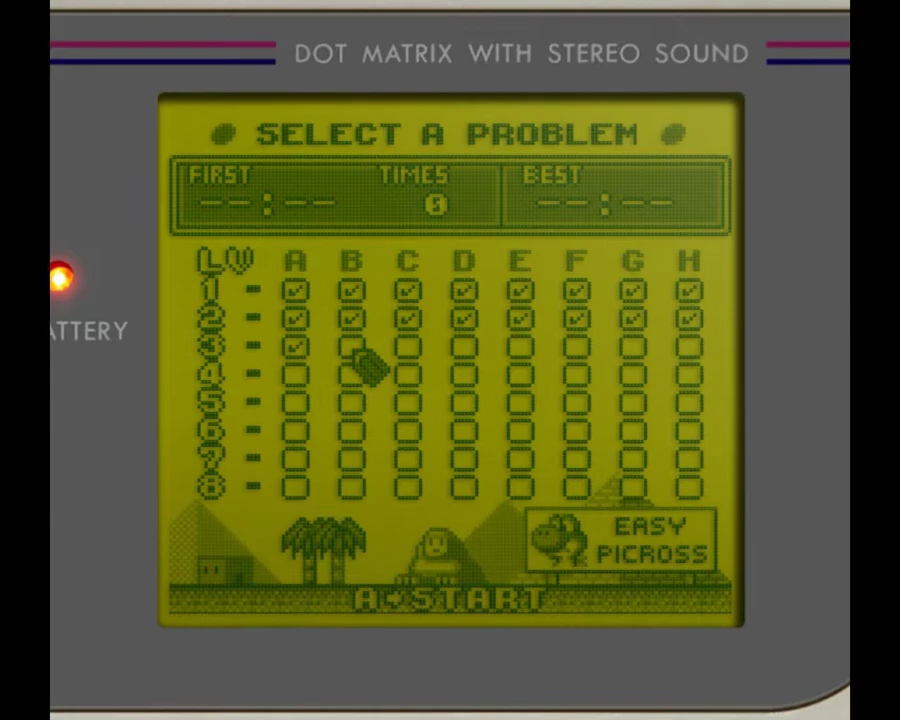 DOT MATRIX WITH STEREO SOUND
SELECT A PROBLEM
FIRST TIMES BEST
--:-- 0 --:--
LV A B C D E F G H
1 -
2 -
3 -
4 -
5 -
6 -
7 -
8 -
ATTERY
EASY
PICROSS
A START